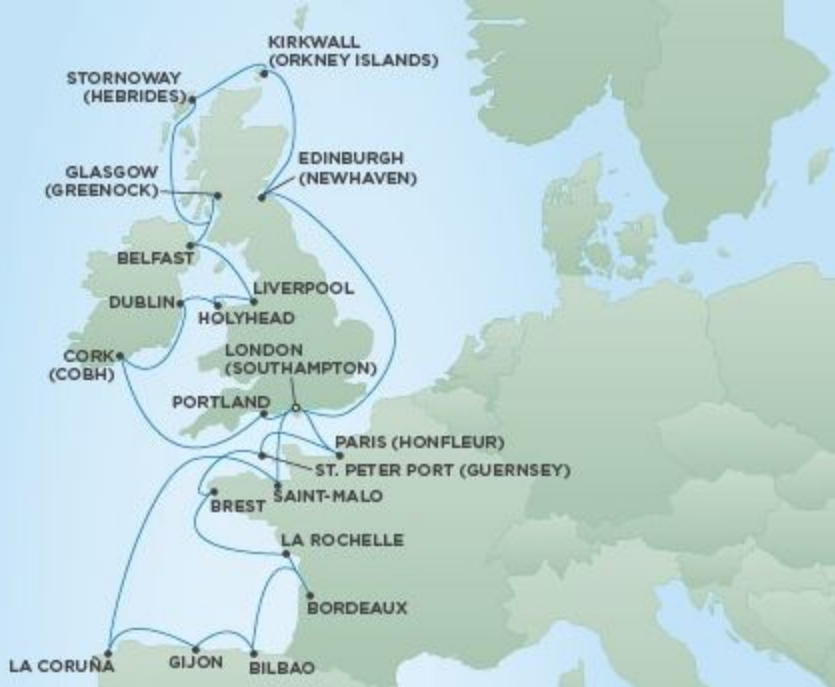 KIRKWALL
(ORKNEY ISLANDS)
STORNOWAY
(HEBRIDES)
EDINBURGH
(NEWHAVEN)
GLASGOW
(GREENOCK)
BELFAST
LIVERPOOL
DUBLIN
HOLYHEAD
LONDON
(SOUTHAMPTON)
CORK
(COBH)
PORTLAND
PARIS (HONFLEUR)
ST. PETER PORT (GUERNSEY)
SAINT-MALO
BREST
LA ROCHELLE
BORDEAUX
LA CORUÑA
GIJON
BILBAO